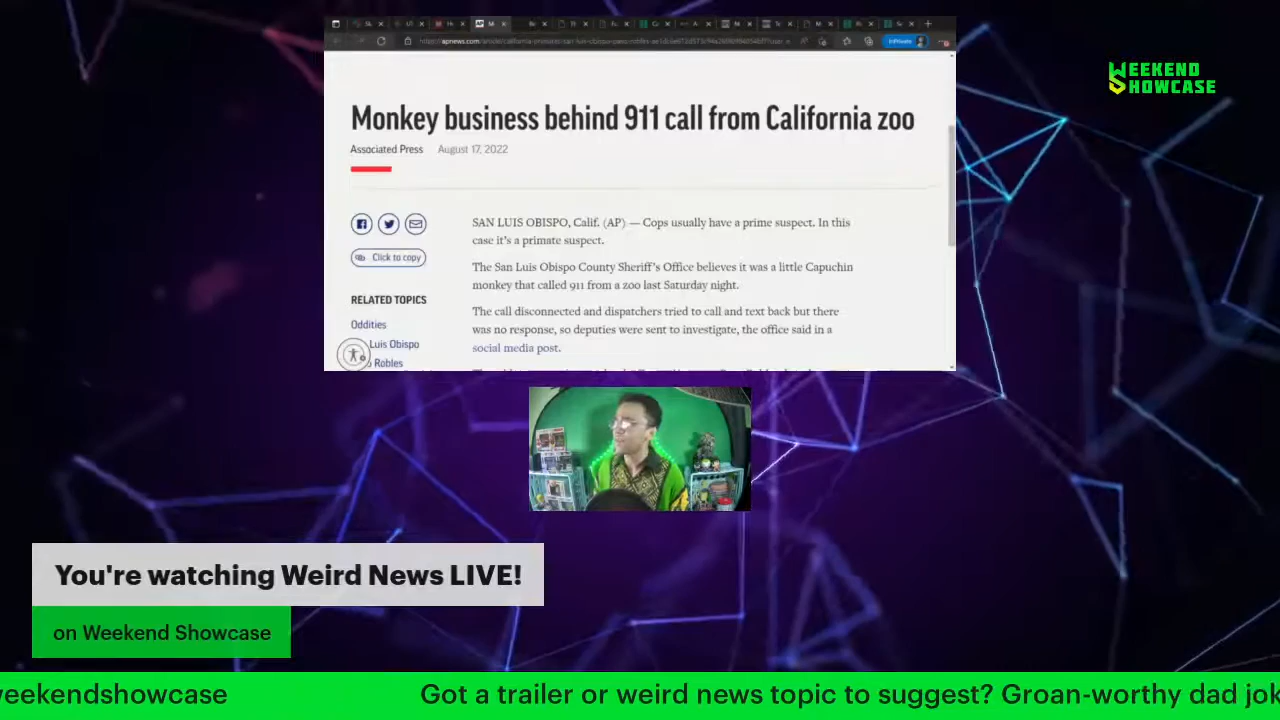 WEEKEND
SHOWCASE
Monkey business behind 911 call from California zoo
Associated Press August 17, 2022
SAN LUIS OBISPO, Calif. (AP) — Cops usually have a prime suspect. In this
case it's a primate suspect.
The San Luis Obispo County Sheriff's Office believes it was a little Capuchin
monkey that called 911 from a zoo last Saturday night.
The call disconnected and dispatchers tried to call and text back but there
was no response, so deputies were sent to investigate, the office said in a
social media post.
Click to copy
RELATED TOPICS
Oddities
Luis Obispo
Robles
You're watching Weird News LIVE!
on Weekend Showcase
weekendshowcase Got a trailer or weird news topic to suggest? Groan-worthy dad jok